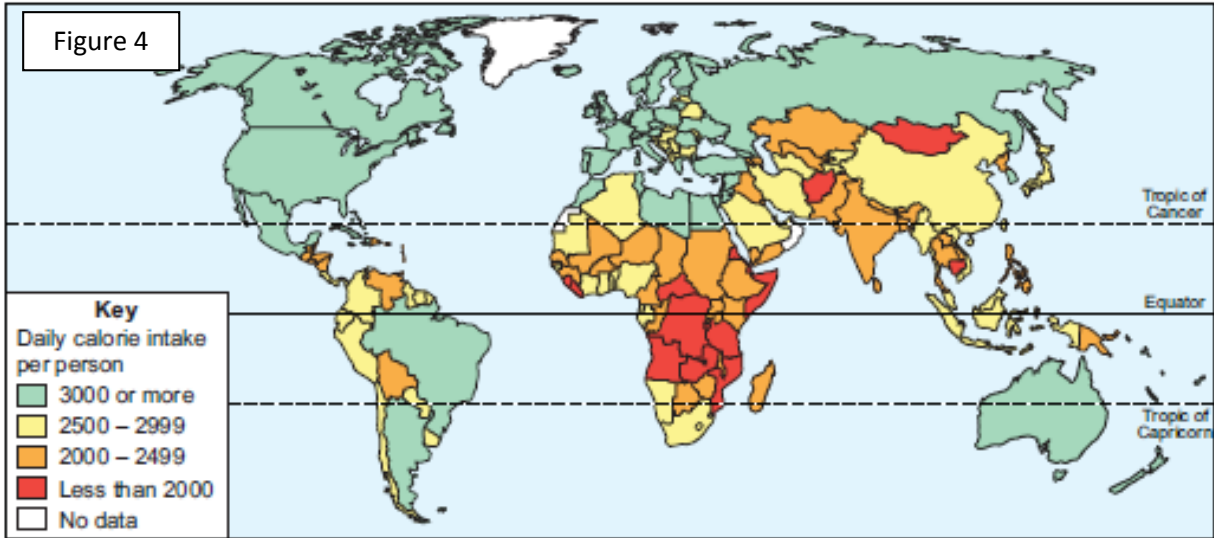 Figure 4
Tropic of
Cancer
Equator
Tropic of
Capricorn
Key
Daily calorie intake
per person
3000 or more
2500 – 2999
2000 – 2499
Less than 2000
No data